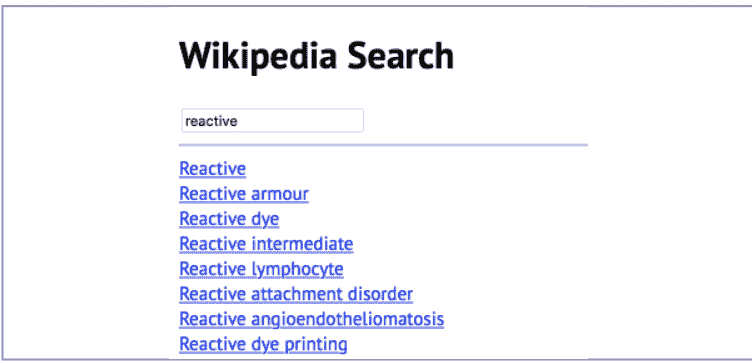 Wikipedia Search
reactive
Reactive
Reactive armour
Reactive dye
Reactive intermediate
Reactive lymphocyte
Reactive attachment disorder
Reactive angioendotheliomatosis
Reactive dye printing